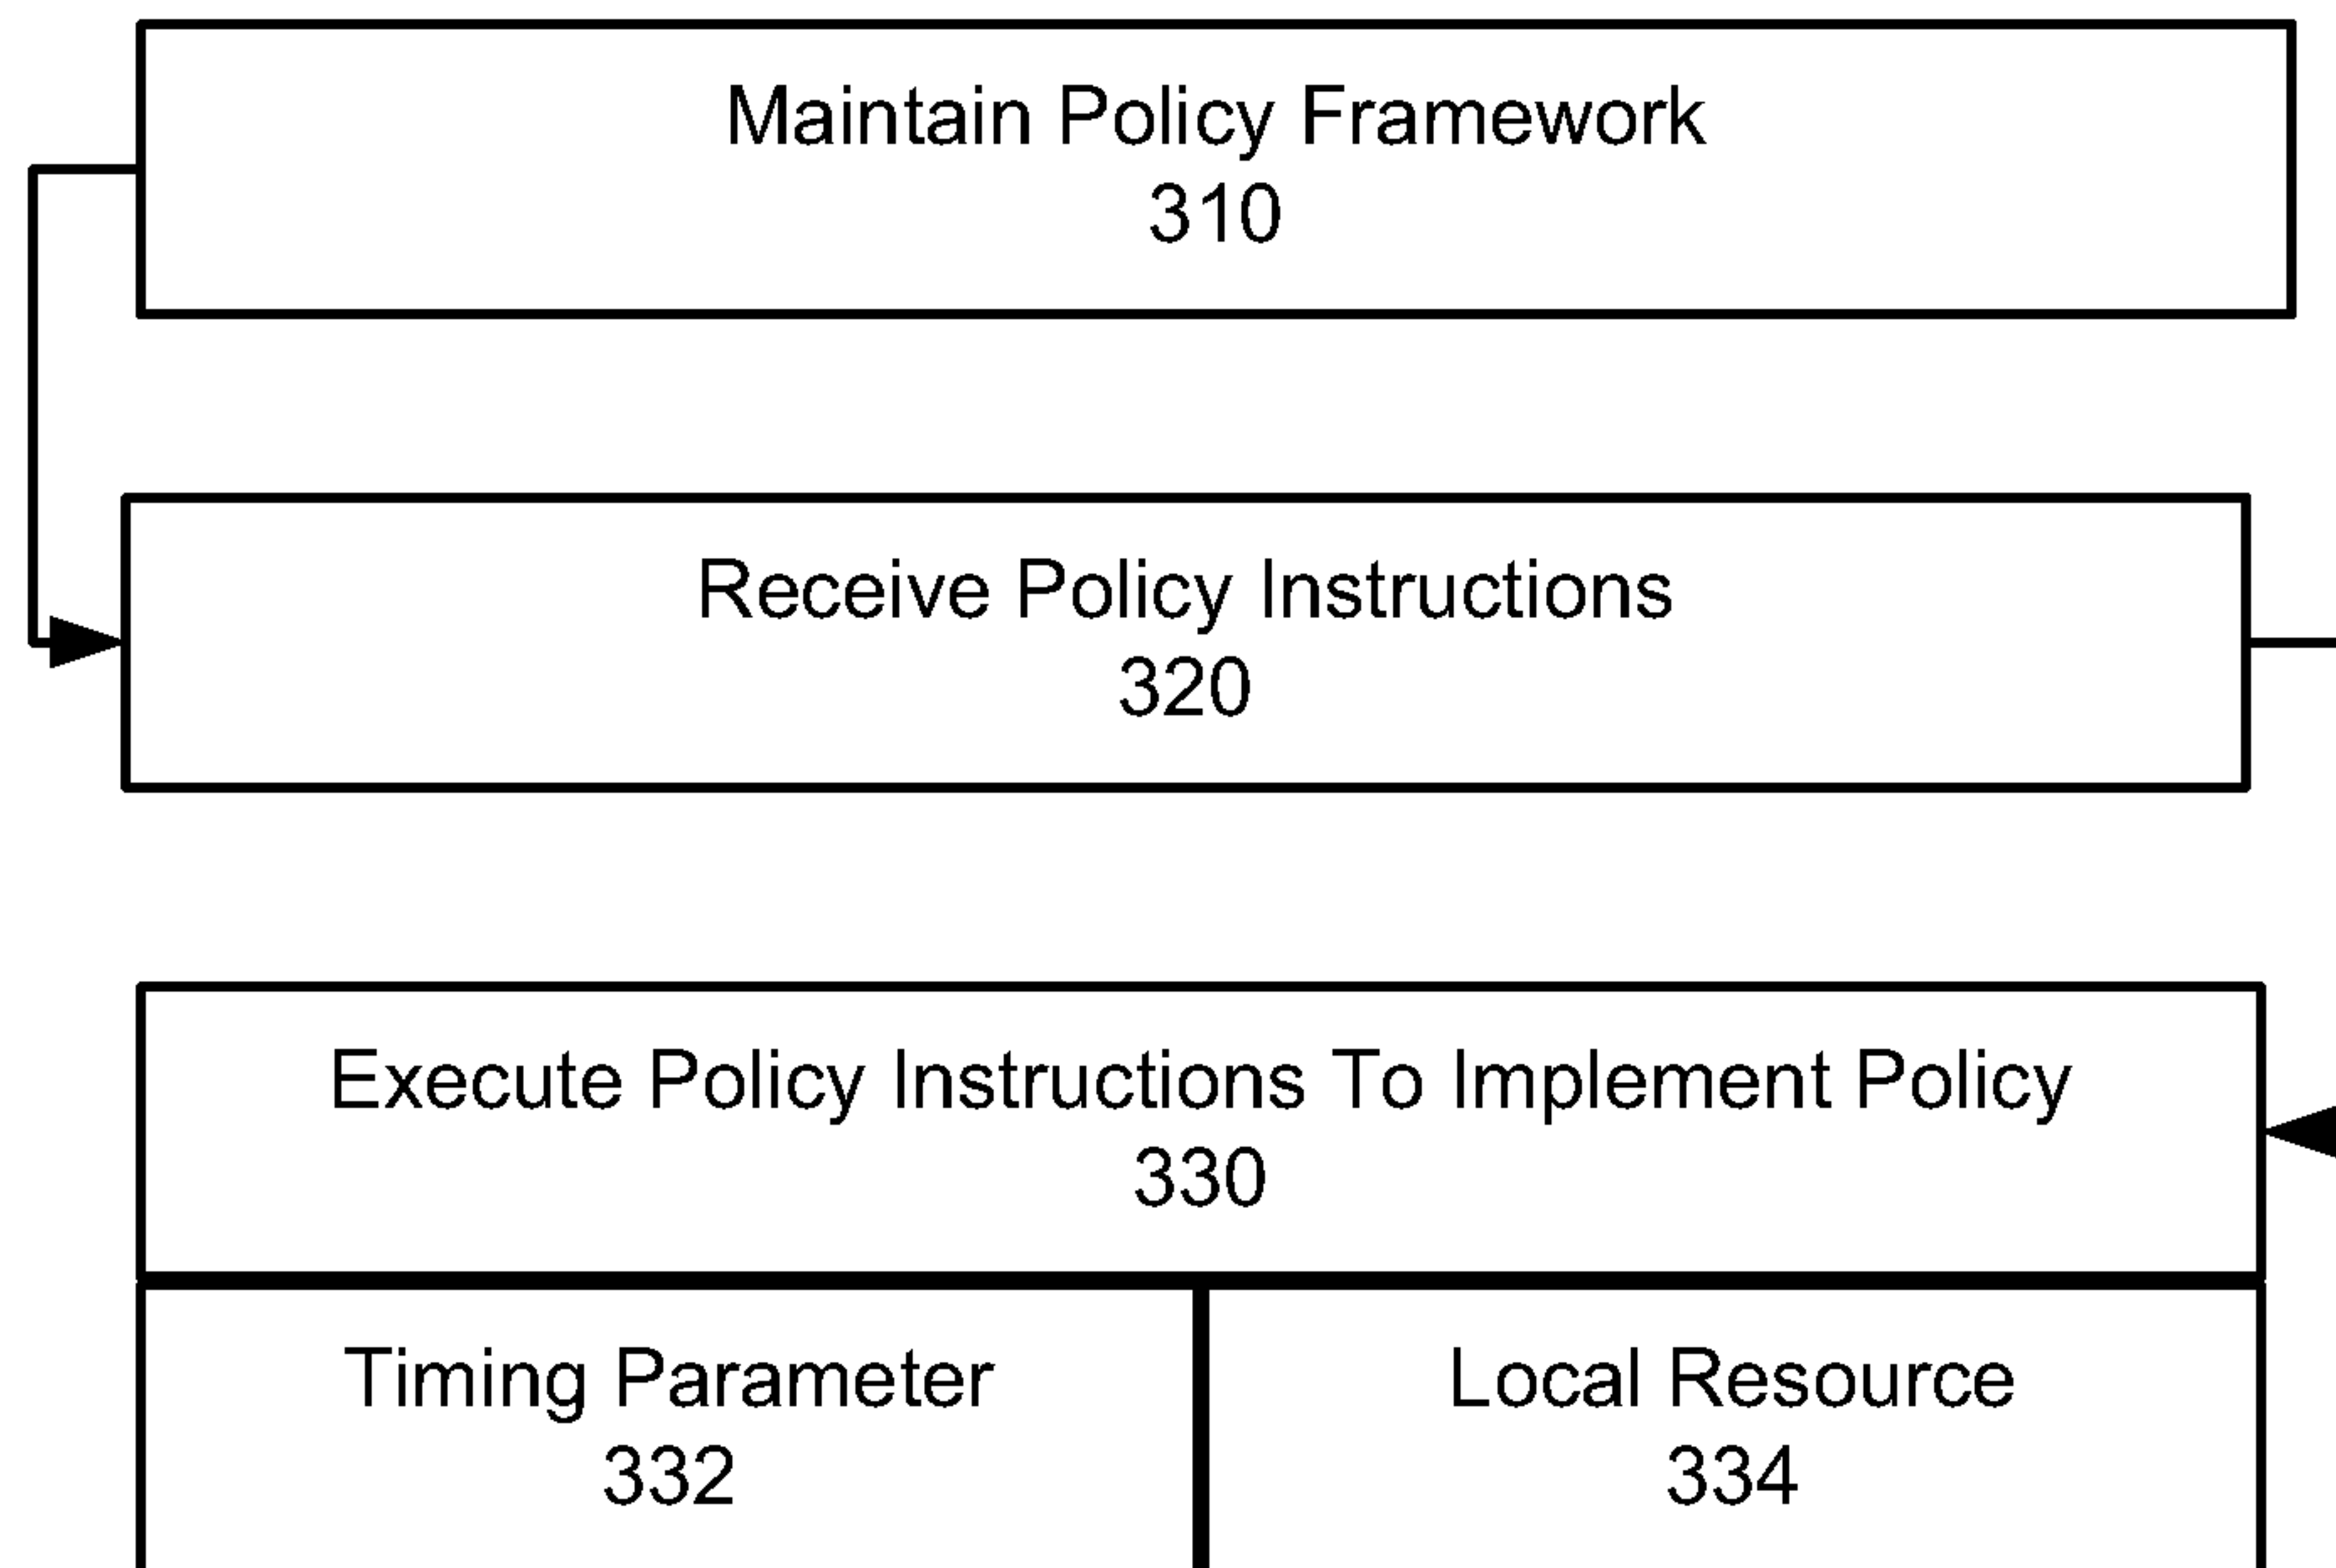 Maintain Policy Framework
310
Receive Policy Instructions
320
Execute Policy Instructions To Implement Policy
330
Timing Parameter
332
Local Resource
334